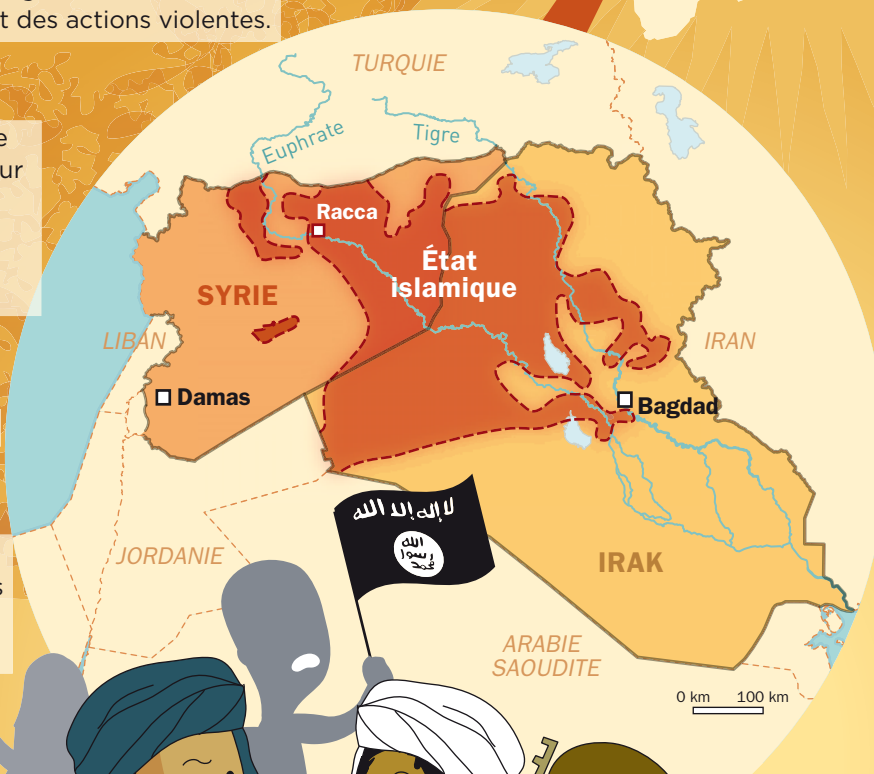 t des actions violentes.
e
ur
TURQUIE
Euphrate
Tigre
Racca
État
islamique
SYRIE
LIBAN
IRAN
Damas
Bagdad
لا إله إلا الله
الله
رسول
محمد
JORDANIE
IRAK
s
ARABIE
SAOUDITE
0 km 100 km